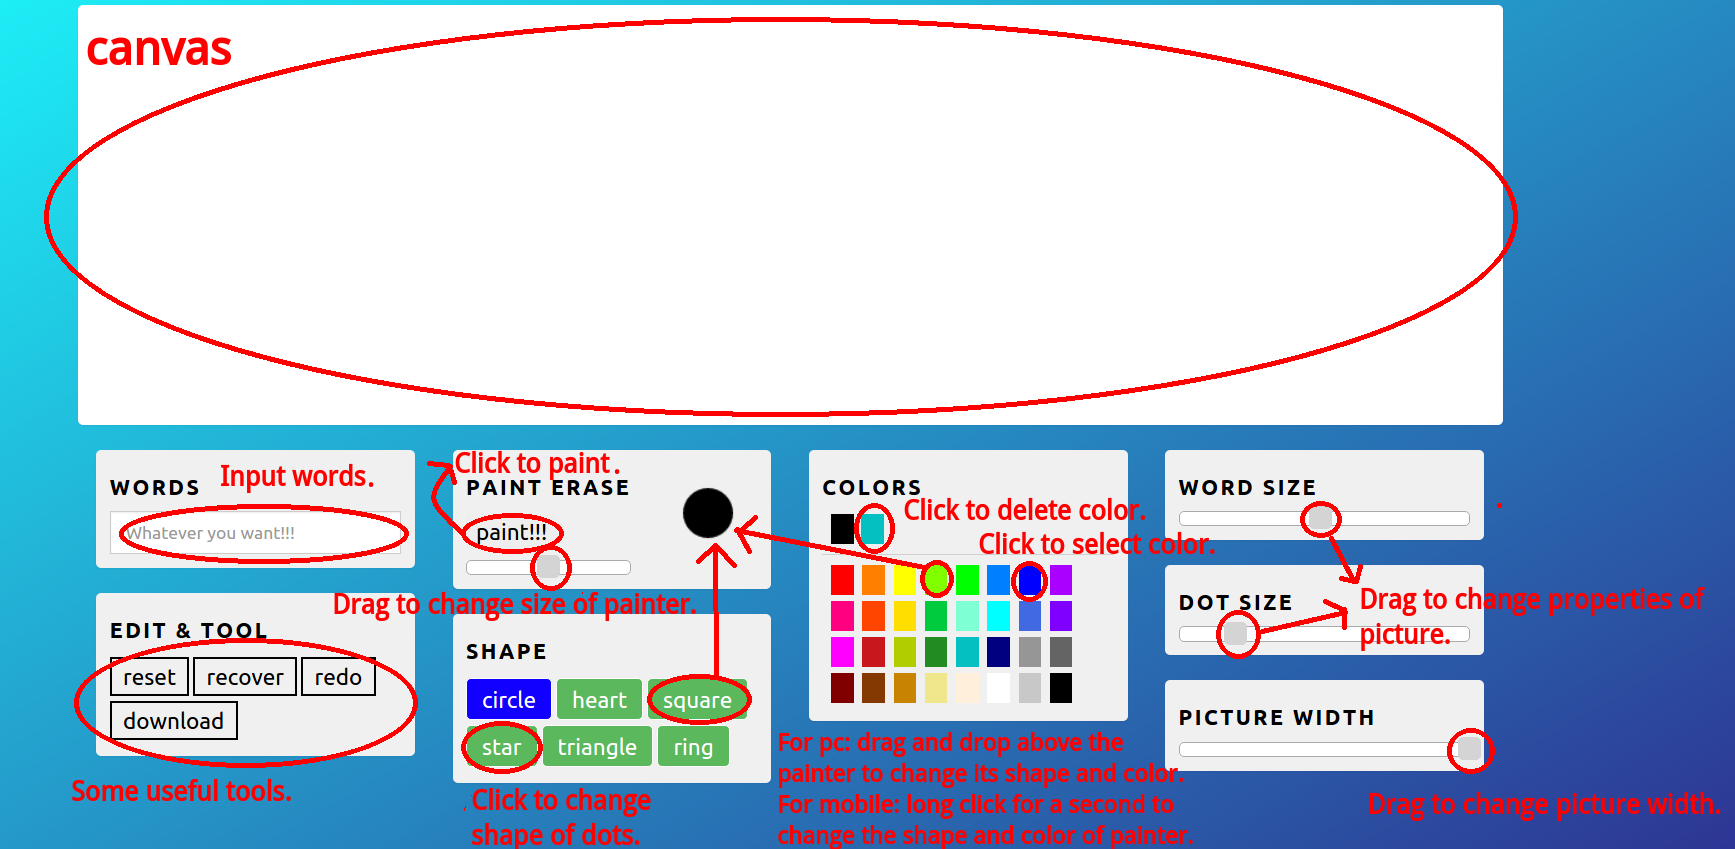 canvas
WORDS
Input words.
Whatever you want!!!
EDIT & TOOL
reset
recover
redo
download
Some useful tools.
Click to paint.
PAINT ERASE
paint!!!
Drag to change size of painter.
SHAPE
circle
heart
square
star
triangle
ring
Click to change
shape of dots.
COLORS
Click to delete color.
Click to select color.
For pc: drag and drop above the
painter to change its shape and color.
For mobile: long click for a second to
change the shape and color of painter.
WORD SIZE
DOT SIZE
Drag to change properties of
picture.
PICTURE WIDTH
Drag to change picture width.